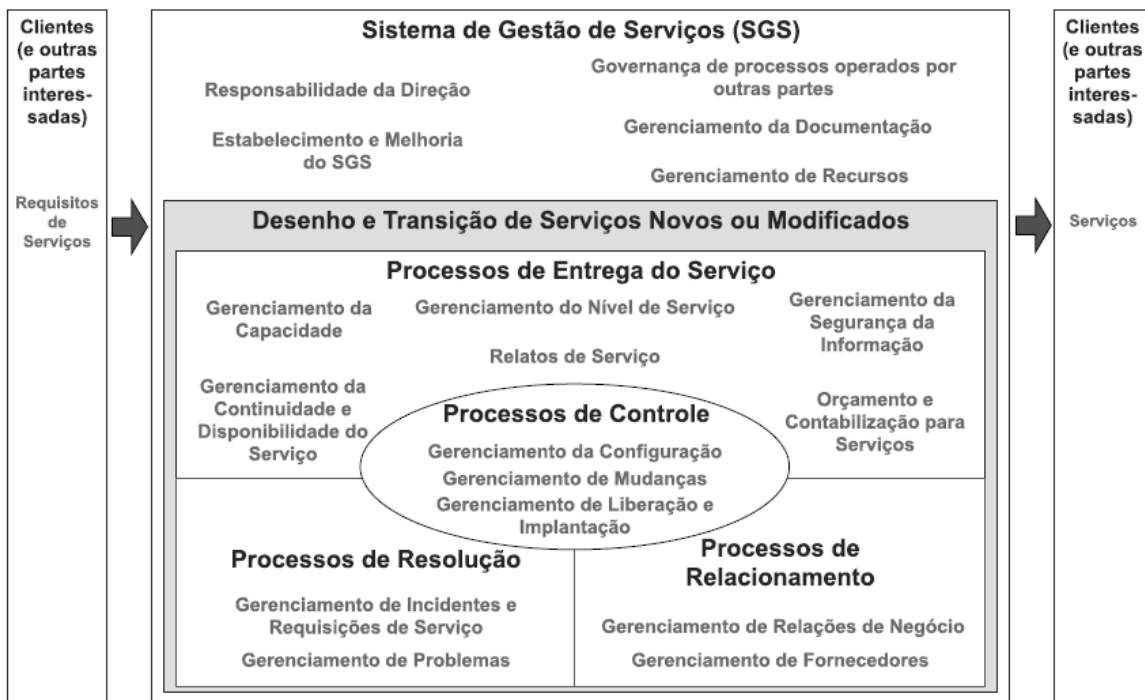 Clientes
(e outras
partes
interes-
sadas)
Requisitos
de
Serviços
Sistema de Gestão de Serviços (SGS)
Responsabilidade da Direção
Estabelecimento e Melhoria
do SGS
Governança de processos operados por
outras partes
Gerenciamento da Documentação
Gerenciamento de Recursos
Desenho e Transição de Serviços Novos ou Modificados
Processos de Entrega do Serviço
Gerenciamento da
Capacidade
Gerenciamento do Nível de Serviço
Relatos de Serviço
Gerenciamento da
Segurança da
Informação
Gerenciamento da
Continuidade e
Disponibilidade do
Serviço
Orçamento e
Contabilização para
Serviços
Processos de Controle
Gerenciamento da Configuração
Gerenciamento de Mudanças
Gerenciamento de Liberação e
Implantação
Processos de Resolução
Gerenciamento de Incidentes e
Requisições de Serviço
Gerenciamento de Problemas
Processos de
Relacionamento
Gerenciamento de Relações de Negócio
Gerenciamento de Fornecedores
Clientes
(e outras
partes
interes-
sadas)
Serviços